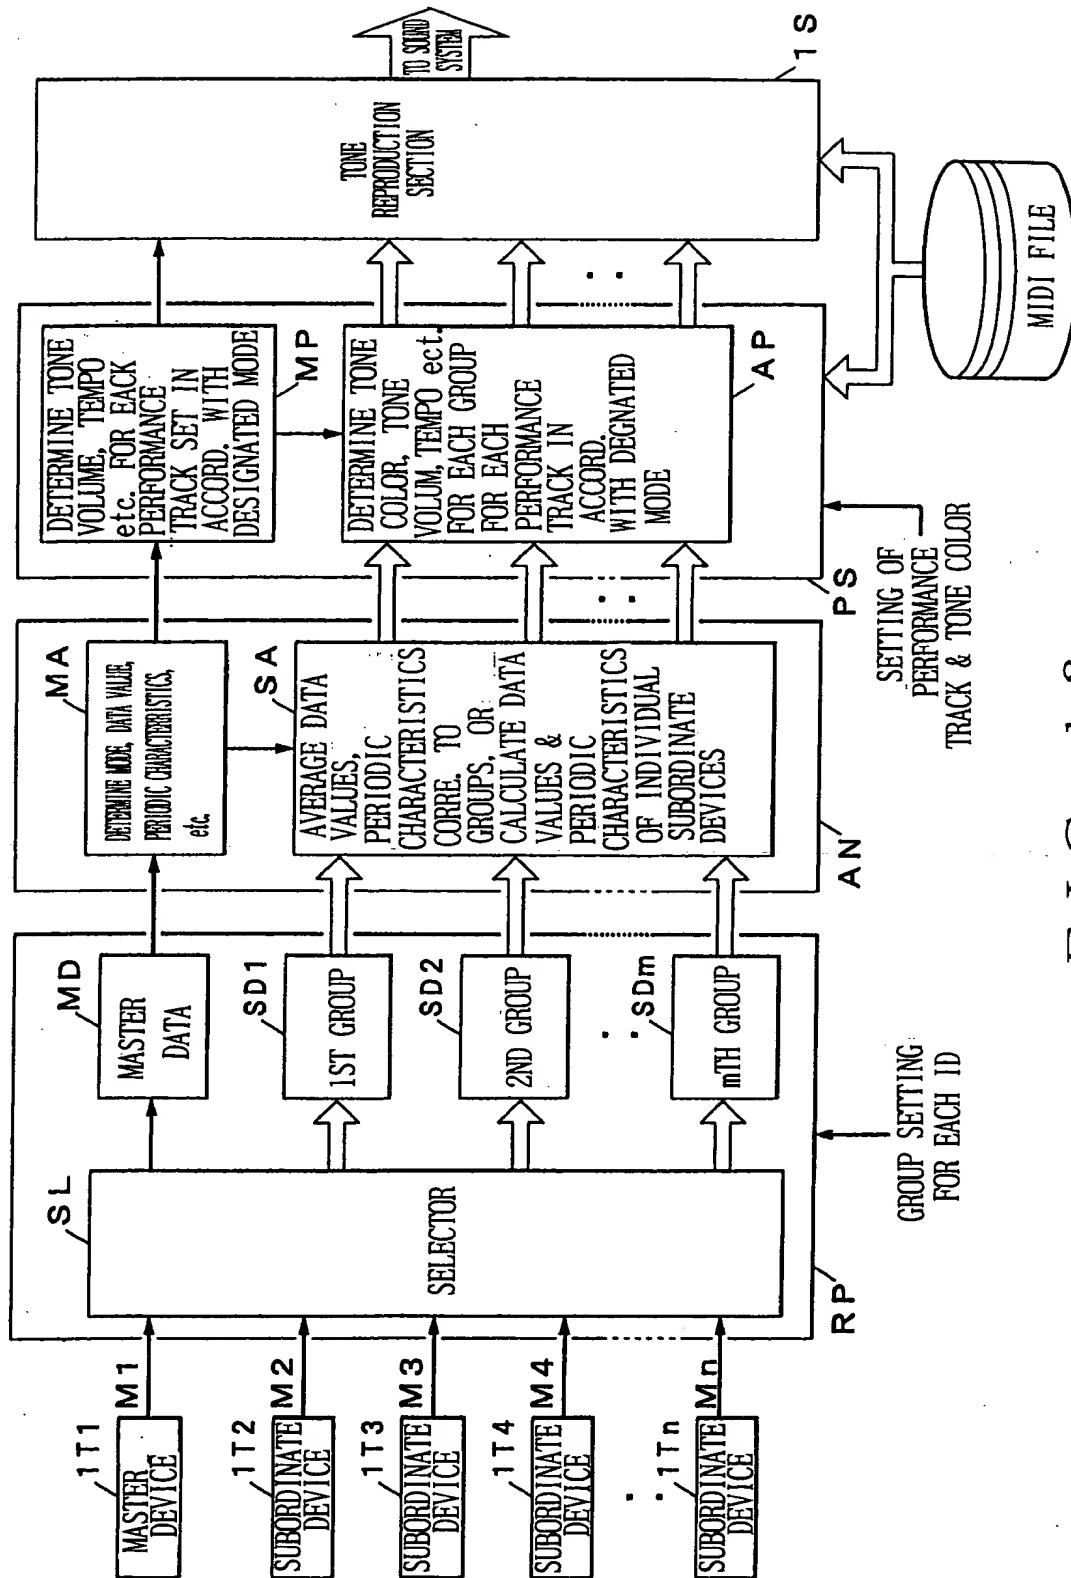 1T1
MASTER
DEVICE
M1
1T2
SUBORDINATE
DEVICE
M2
1T3
SUBORDINATE
DEVICE
M3
1T4
SUBORDINATE
DEVICE
M4
1Tn
SUBORDINATE
DEVICE
Mn
SL
SELECTOR
RP
MD
MASTER
DATA
SD1
1ST GROUP
SD2
2ND GROUP
SDm
mTH GROUP
GROUP SETTING
FOR EACH ID
MA
DETERMINE MODE, DATA VALUE,
PERIODIC CHARACTERRISTICS,
etc.
SA
AVERAGE DATA
VALUES,
PERIODIC
CHARACTERISTICS
CORRE. TO
GROUPS, OR
CALCULATE DATA
VALUES &
PERIODIC
CHARACTERISTICS
OF INDIVIDUAL
SUBORDINATE
DEVICES
AN
DETERMINE TONE
VOLUME, TEMPO
etc. FOR EACK
PERFORMANCE
TRACK SET IN
ACCORD. WITH
DESIGNATED MODE
MP
DETERMINE TONE
COLOR, TONE
VOLUM, TEMPO ect.
FOR EACH GROUP
FOR EACH
PERFORMANCE
TRACK IN
ACCORD.
WITH DEGNATED
MODE
AP
PS
SETTING OF
PERFORMANCE
TRACK & TONE COLOR
TONE
REPRODUCTION
SECTION
1S
TO SOUND
SYSTEM
MIDI FILE